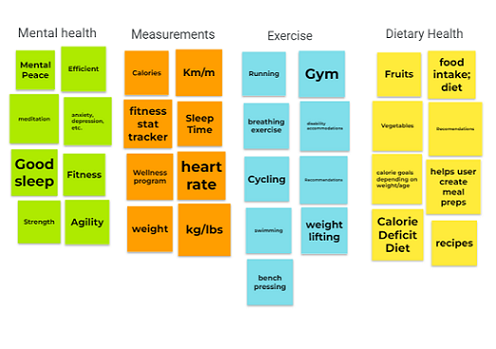 Mental health
Mental
Peace
Efficient
meditation
anxiety,
depression,
etc.
Good
sleep
Fitness
Strength
Agility
Measurements
Calories
Km/m
fitness
stat
tracker
Sleep
Time
Wellness
program
heart
rate
weight
kg/lbs
Exercise
Running
Gym
breathing
exercise
disability
accommodations
Cycling
Recommendations
swimming
weight
lifting
bench
pressing
Dietary Health
Fruits
food
intake;
diet
Vegetables
Recomendations
calorie goals
depending on
weight/age
helps user
create
meal
preps
Calorie
Deficit
Diet
recipes